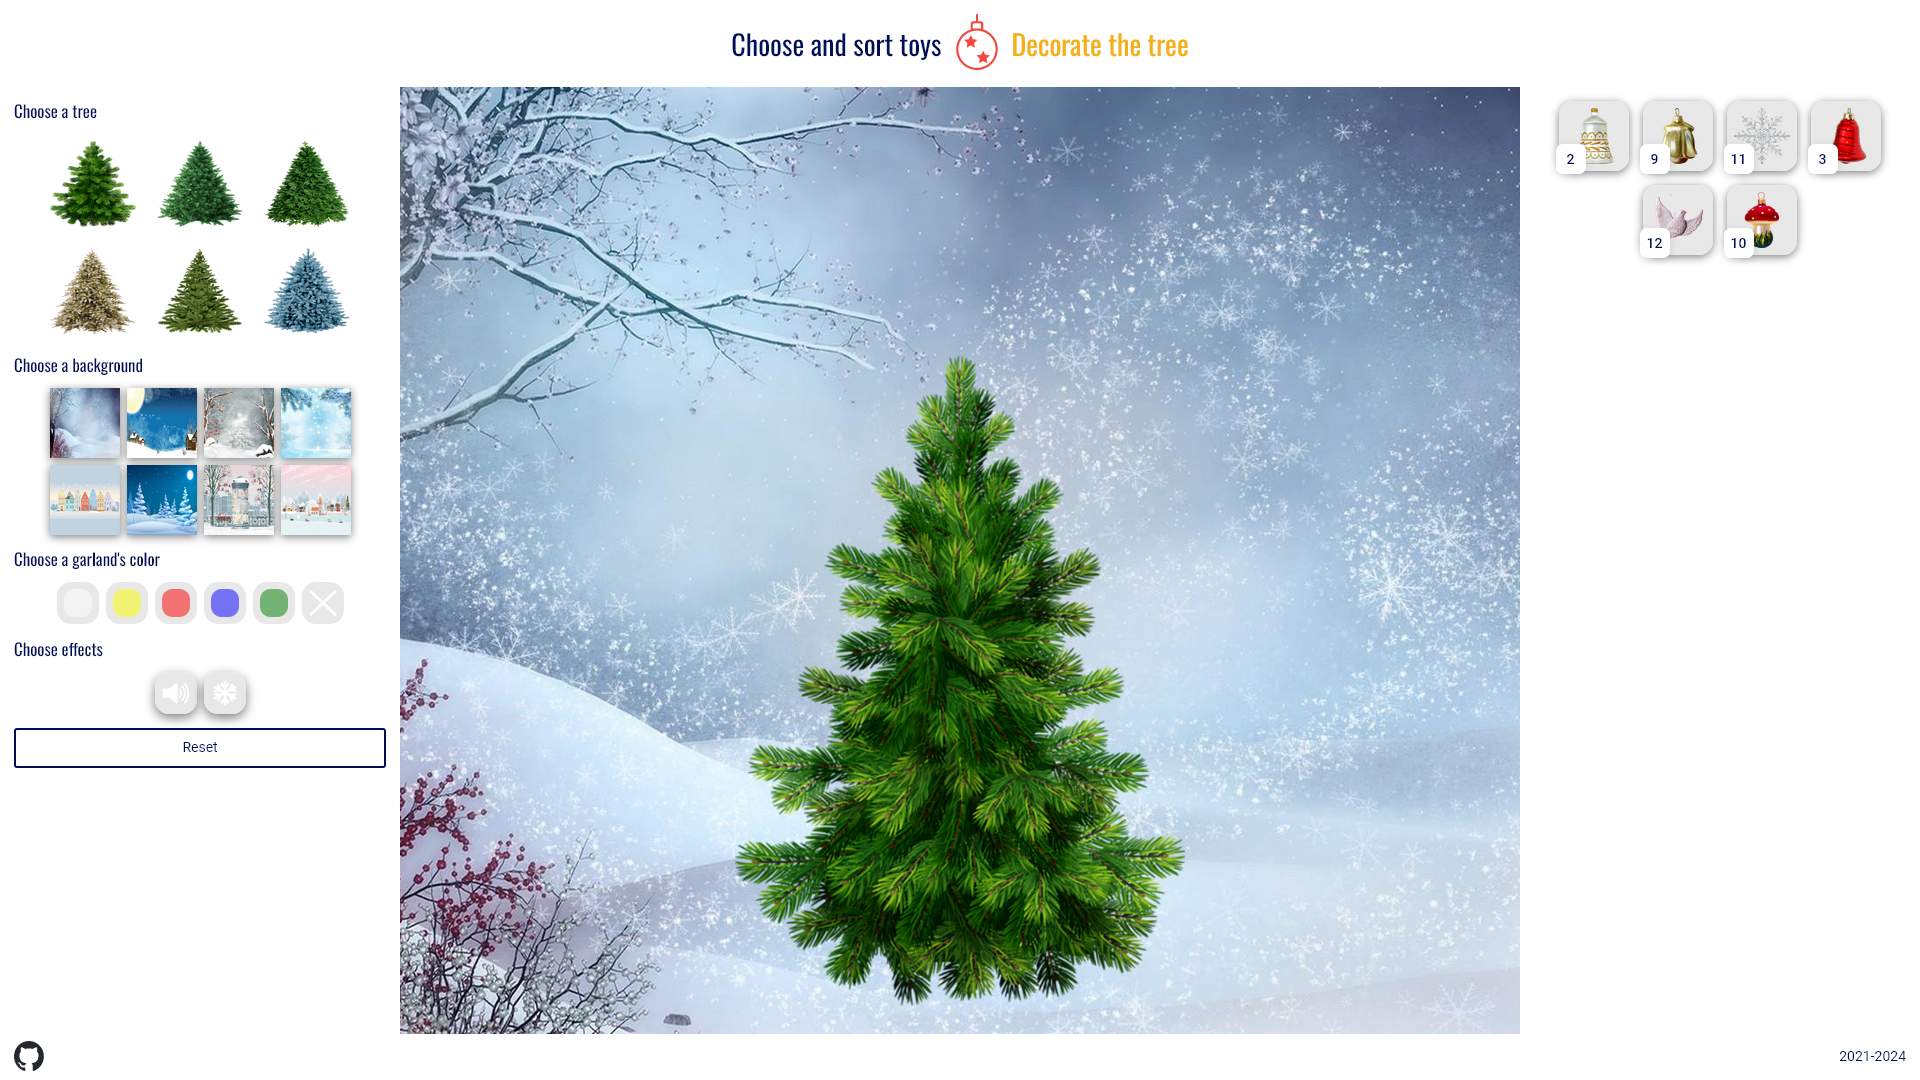 Choose and sort toys
Decorate the tree
Choose a tree
Choose a background
Choose a garland's color
Choose effects
Reset
2
9
11
3
12
10
2021-2024